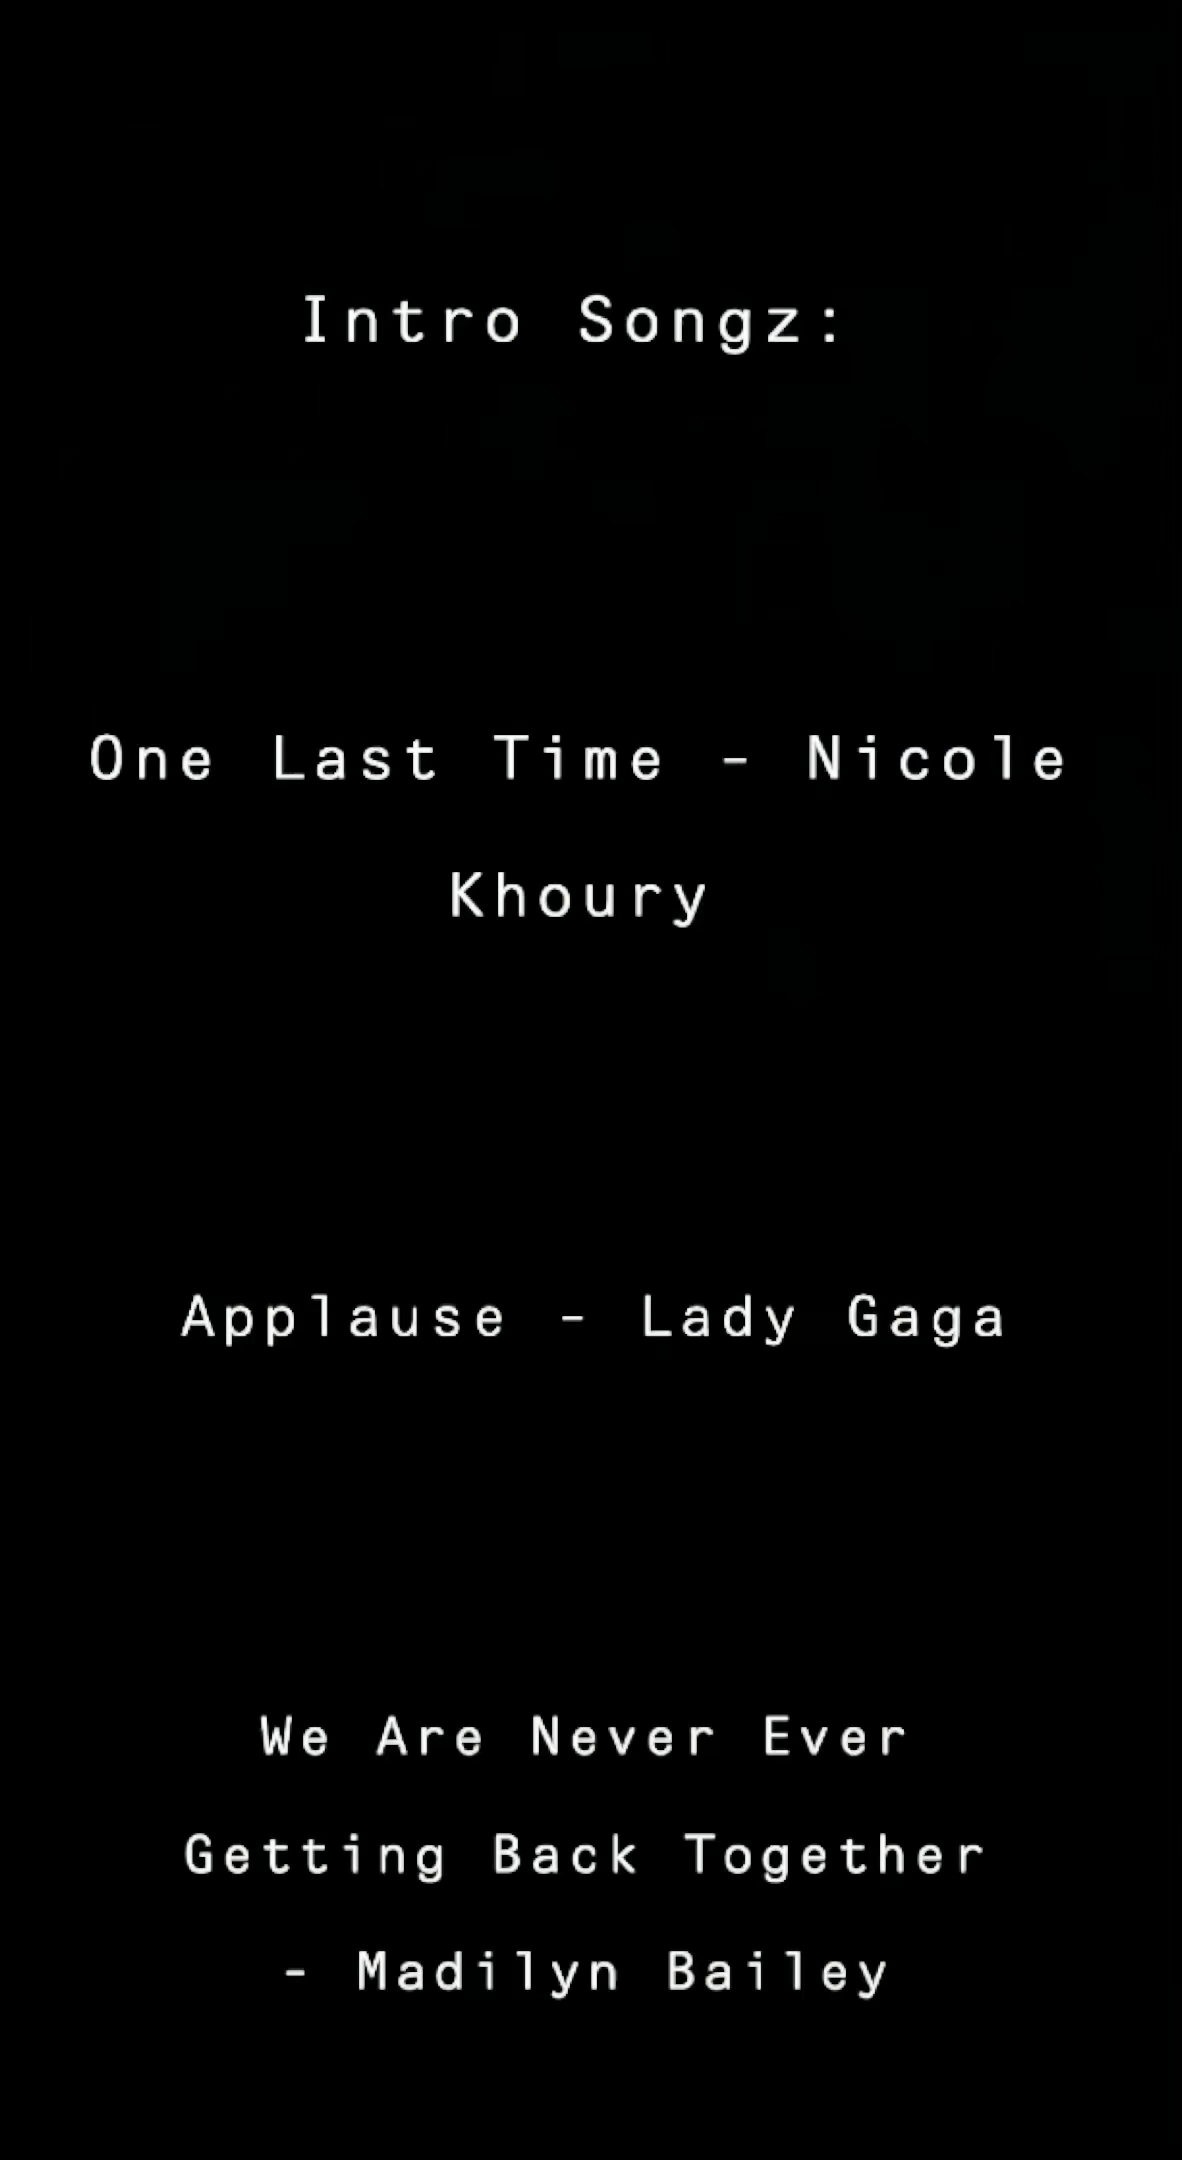 Intro Songz:
One Last Time - Nicole
Khoury
Applause - Lady Gaga
We Are Never Ever
Getting Back Together
- Madilyn Bailey